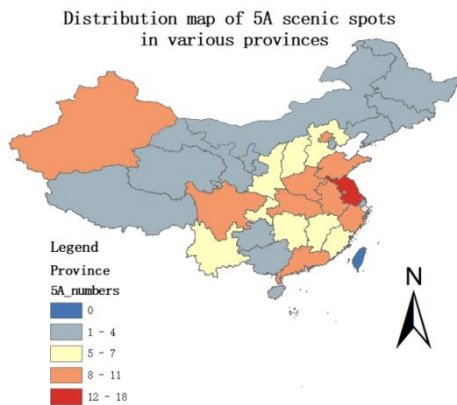 Distribution map of 5A scenic spots
in various provinces
N
Legend
Province
5A_numbers
0
1 - 4
5 - 7
8 - 11
12 - 18